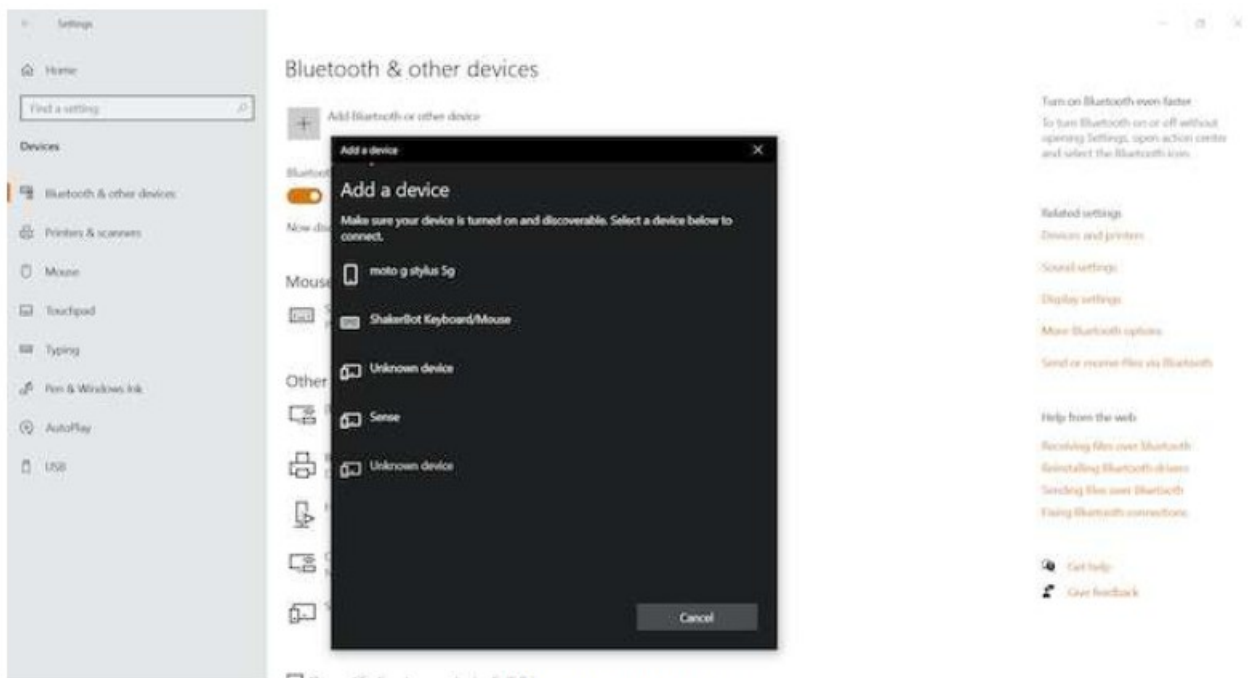 Settings
Home
Find a setting
Devices
Bluetooth & other devices
Printers & scanners
Mouse
Touchpad
Typing
Pen & Windows Ink
AutoPlay
USB
Bluetooth & other devices
Add Bluetooth or other device
Mouse
Other
Add a device
Add a device
Make sure your device is turned on and discoverable. Select a device below to
connect.
moto g stylus 5g
ShakerBot Keyboard/Mouse
Unknown device
Sense
Unknown device
Cancel
Turn on Bluetooth even faster
To turn Bluetooth on or off without
opening Settings, open action center
and select the Bluetooth icon.
Related settings
Devices and printers
Sound settings
Display settings
More Bluetooth options
Send or receive files via Bluetooth
Help from the web
Receiving files over Bluetooth
Reinstalling Bluetooth drivers
Sending files over Bluetooth
Fixing Bluetooth connections
Get help
Give feedback